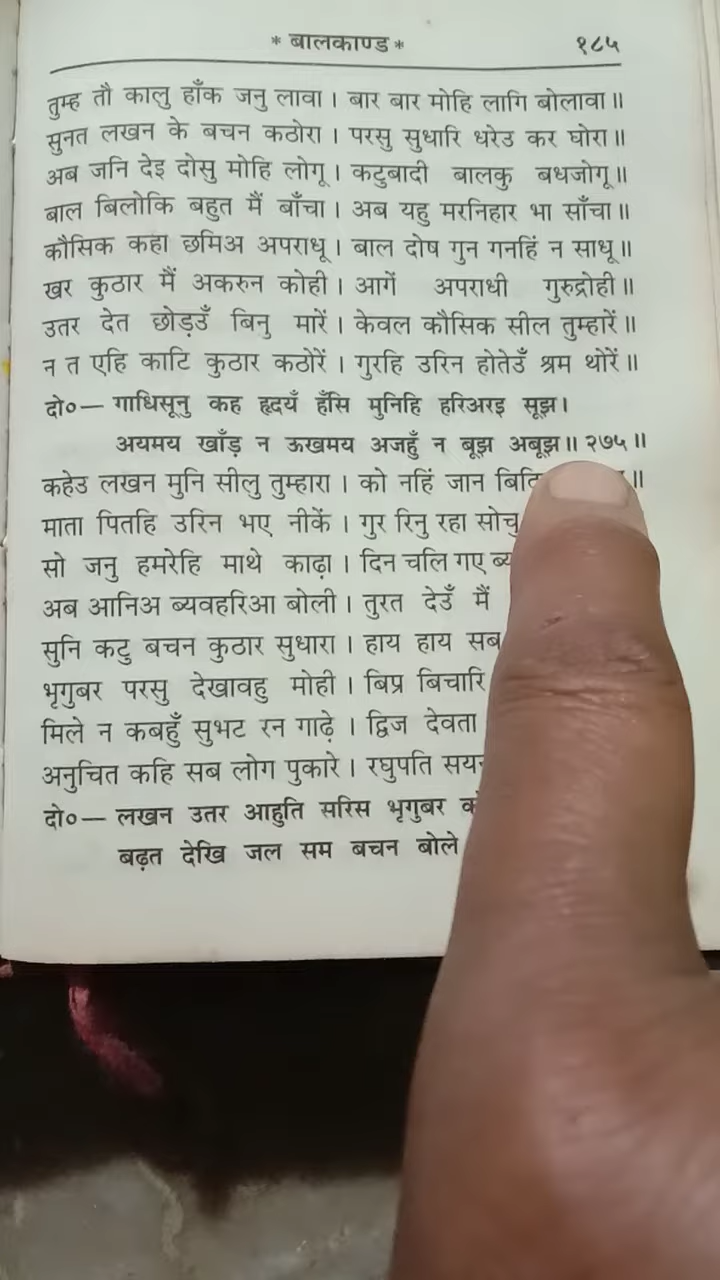 * बालकाण्ड * १८५
तुम्ह तौ कालु हाँक जनु लावा। बार बार मोहि लागि बोलावा॥
सुनत लखन के बचन कठोरा। परसु सुधारि धरेउ कर घोरा॥
अब जनि देइ दोसु मोहि लोगू। कटुबादी बालकु बधजोगू॥
बाल बिलोकि बहुत मैं बाँचा। अब यहु मरनिहार भा साँचा॥
कौसिक कहा छमिअ अपराधू। बाल दोष गुन गनहिं न साधू॥
खर कुठार मैं अकरुन कोही। आगें अपराधी गुरुद्रोही॥
उतर देत छोड़उँ बिनु मारें। केवल कौसिक सील तुम्हारें॥
न त एहि काटि कुठार कठोरें। गुरहि उरिन होतेउँ श्रम थोरें॥
दो०— गाधिसूनु कह हृदयँ हँसि मुनिहि हरिअरइ सूझ।
अयमय खाँड़ न ऊखमय अजहुँ न बूझ अबूझ॥ २७५॥
कहेउ लखन मुनि सीलु तुम्हारा। को नहिं जान ॥
माता पितहि उरिन भए नीकें। गुर रिनु रहा सोचु
सो जनु हमरेहि माथे काढ़ा। दिन चलि गए
अब आनिअ ब्यवहरिआ बोली। तुरत देउँ मैं
सुनि कटु बचन कुठार सुधारा। हाय हाय सब
भृगुबर परसु देखावहु मोही। बिप्र बिचारि
मिले न कबहुँ सुभट रन गाढ़े। द्विज देवता
अनुचित कहि सब लोग पुकारे। रघुपति
दो०— लखन उतर आहुति सरिस भृगुबर
बढ़त देखि जल सम बचन बोले